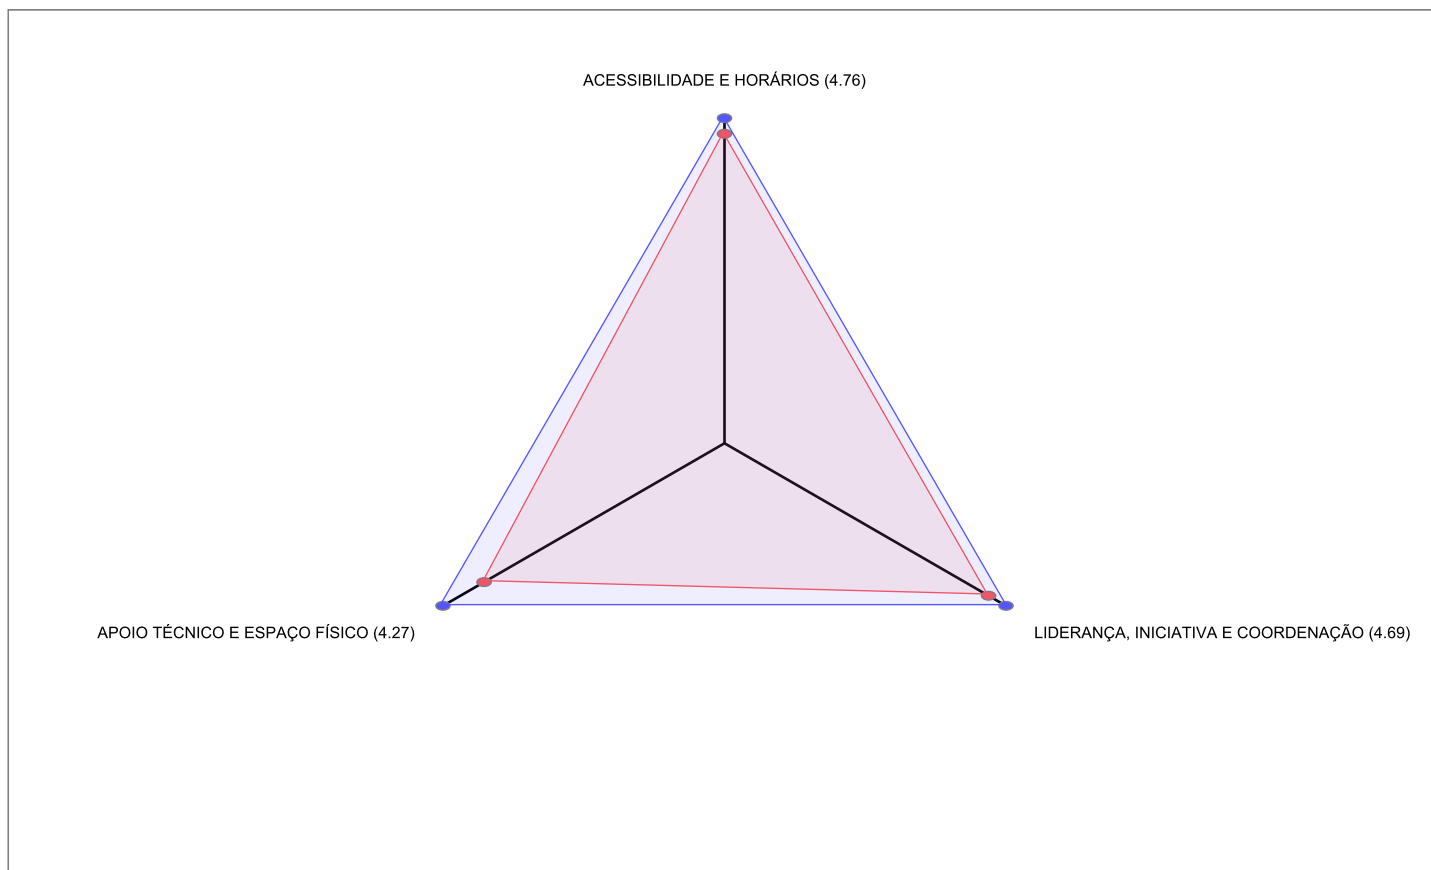 ACESSIBILIDADE E HORÁRIOS (4.76)
APOIO TÉCNICO E ESPAÇO FÍSICO (4.27)
LIDERANÇA, INICIATIVA E COORDENAÇÃO (4.69)